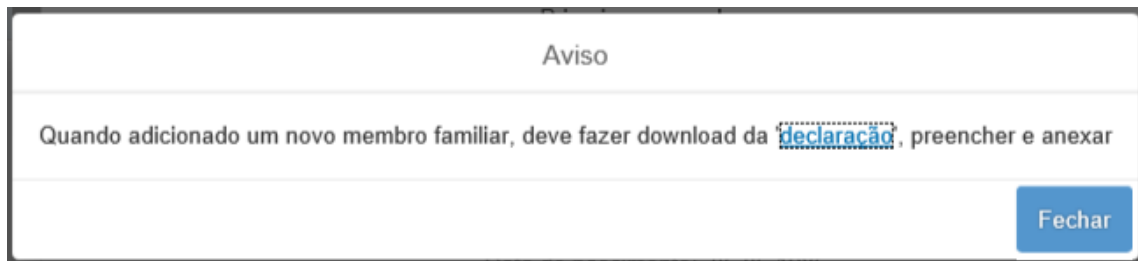 Aviso
Quando adicionado um novo membro familiar, deve fazer download da 'declaração', preencher e anexar
Fechar